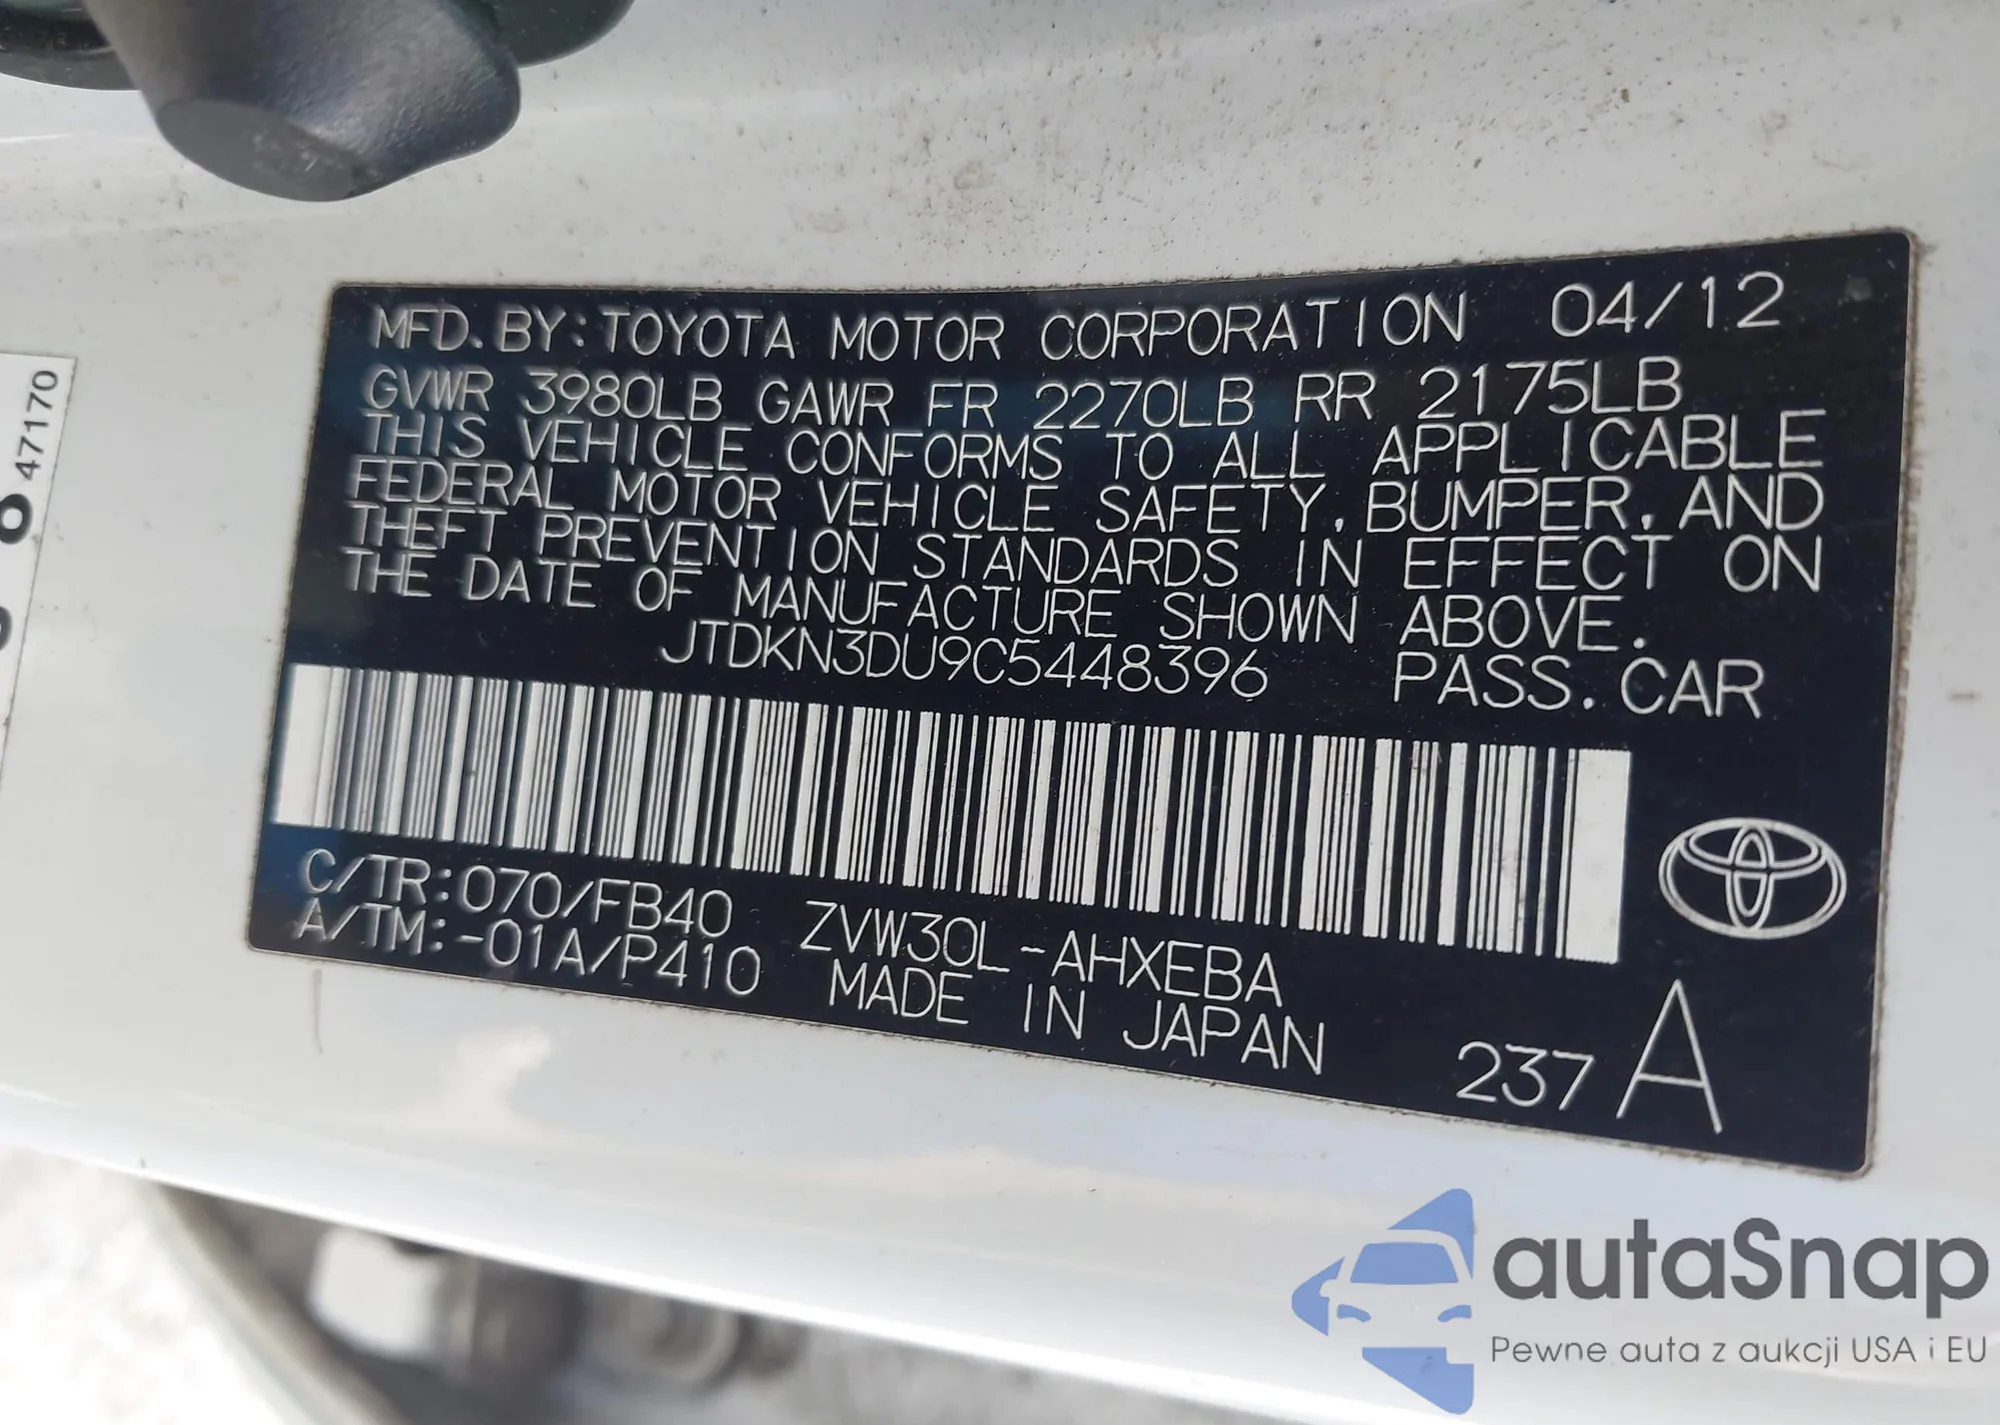 MFD. BY: TOYOTA MOTOR CORPORATION 04/12
GVWR 3980LB GAWR FR 2270LB RR 2175LB
THIS VEHICLE CONFORMS TO ALL APPLICABLE
FEDERAL MOTOR VEHICLE SAFETY, BUMPER, AND
THEFT PREVENTION STANDARDS IN EFFECT ON
THE DATE OF MANUFACTURE SHOWN ABOVE.
JTDKN3DU9C5448396 PASS. CAR
C/TR: 070/FB40 ZVW30L-AHXEBA
A/TM: -01A/P410 MADE IN JAPAN
237 A
47170
autaSnap
Pewne auta z aukcji USA i EU